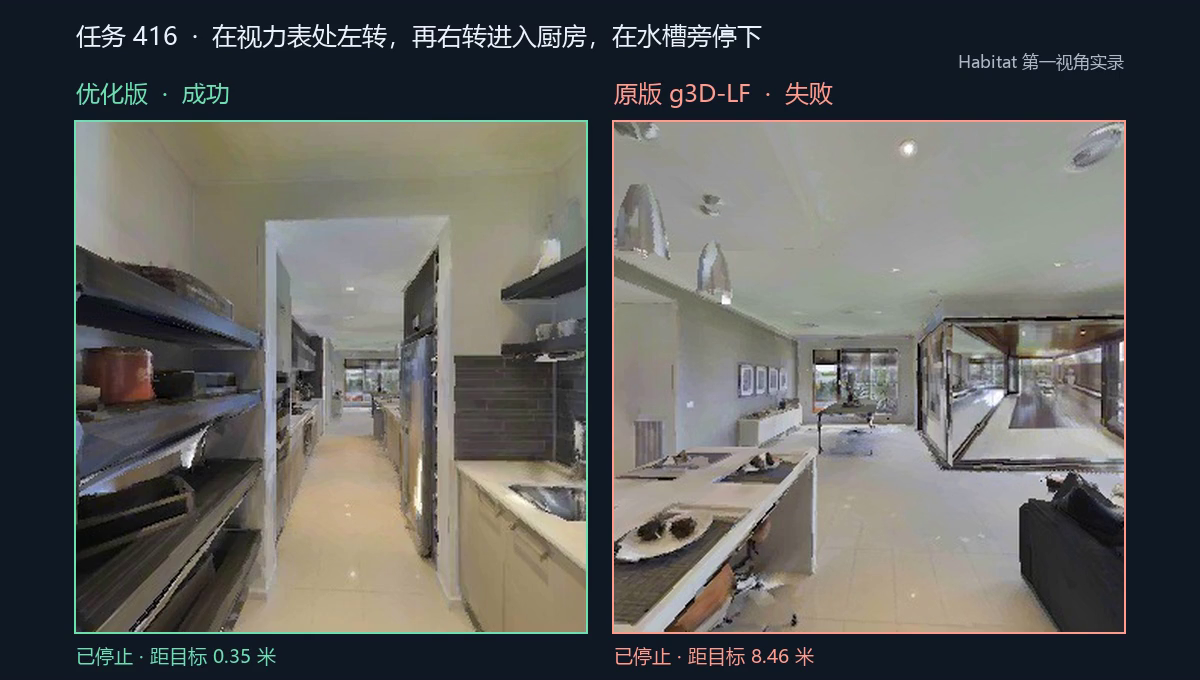 任务 416 · 在视力表处左转，再右转进入厨房，在水槽旁停下
Habitat 第一视角实录
优化版 · 成功
原版 g3D-LF · 失败
已停止 · 距目标 0.35 米
已停止 · 距目标 8.46 米